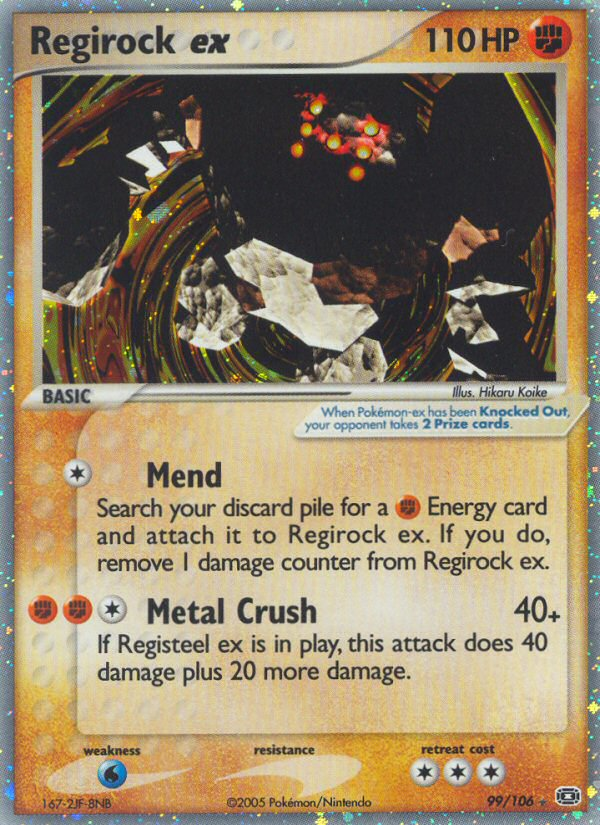 Regirock ex 110 HP
BASIC
Illus. Hikaru Koike
When Pokémon-ex has been Knocked Out,
your opponent takes 2 Prize cards.
Mend
Search your discard pile for a Energy card
and attach it to Regirock ex. If you do,
remove 1 damage counter from Regirock ex.
Metal Crush 40+
If Registeel ex is in play, this attack does 40
damage plus 20 more damage.
weakness resistance retreat cost
167-2JF-8NB ©2005 Pokémon/Nintendo 99/106 ★